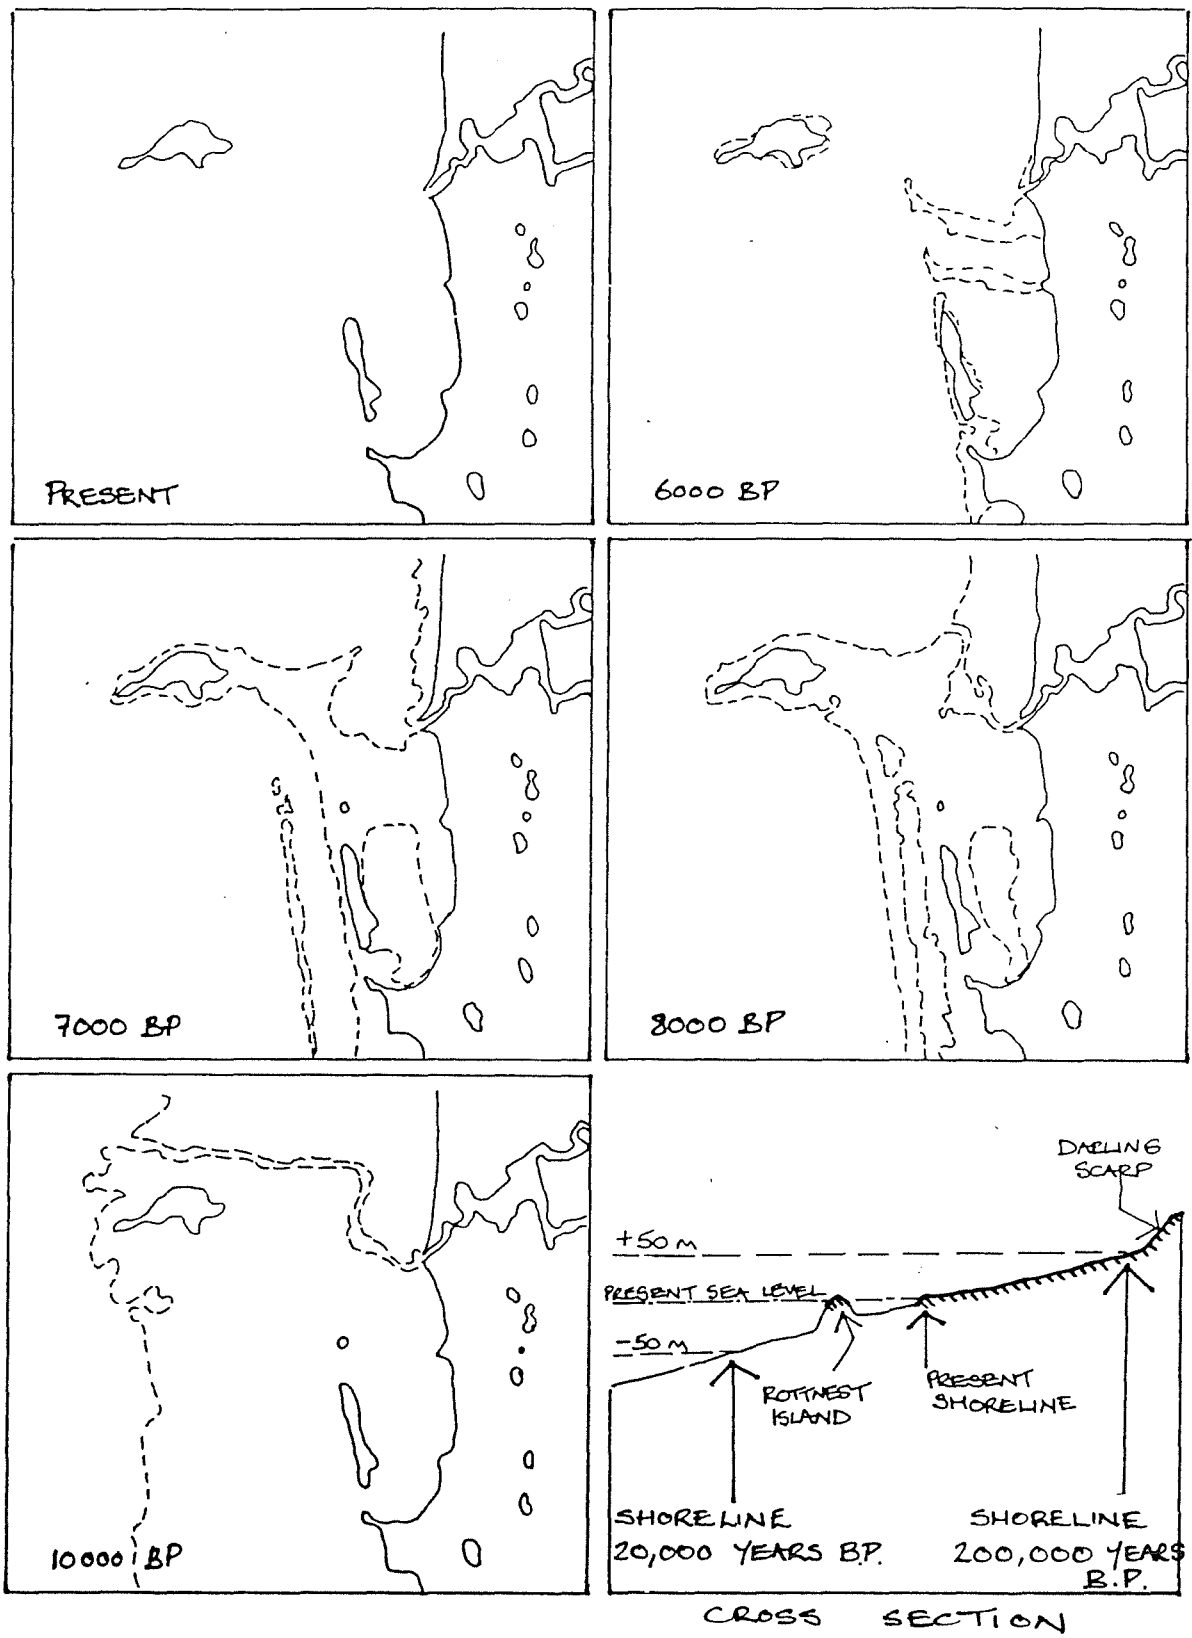 PRESENT
6000 BP
7000 BP
8000 BP
10000 BP
DARLING
SCARP
+50 M
PRESENT SEA LEVEL
-50 M
ROTTNEST
ISLAND
PRESENT
SHORELINE
SHORELINE
20,000 YEARS B.P.
SHORELINE
200,000 YEARS
B.P.
CROSS SECTION